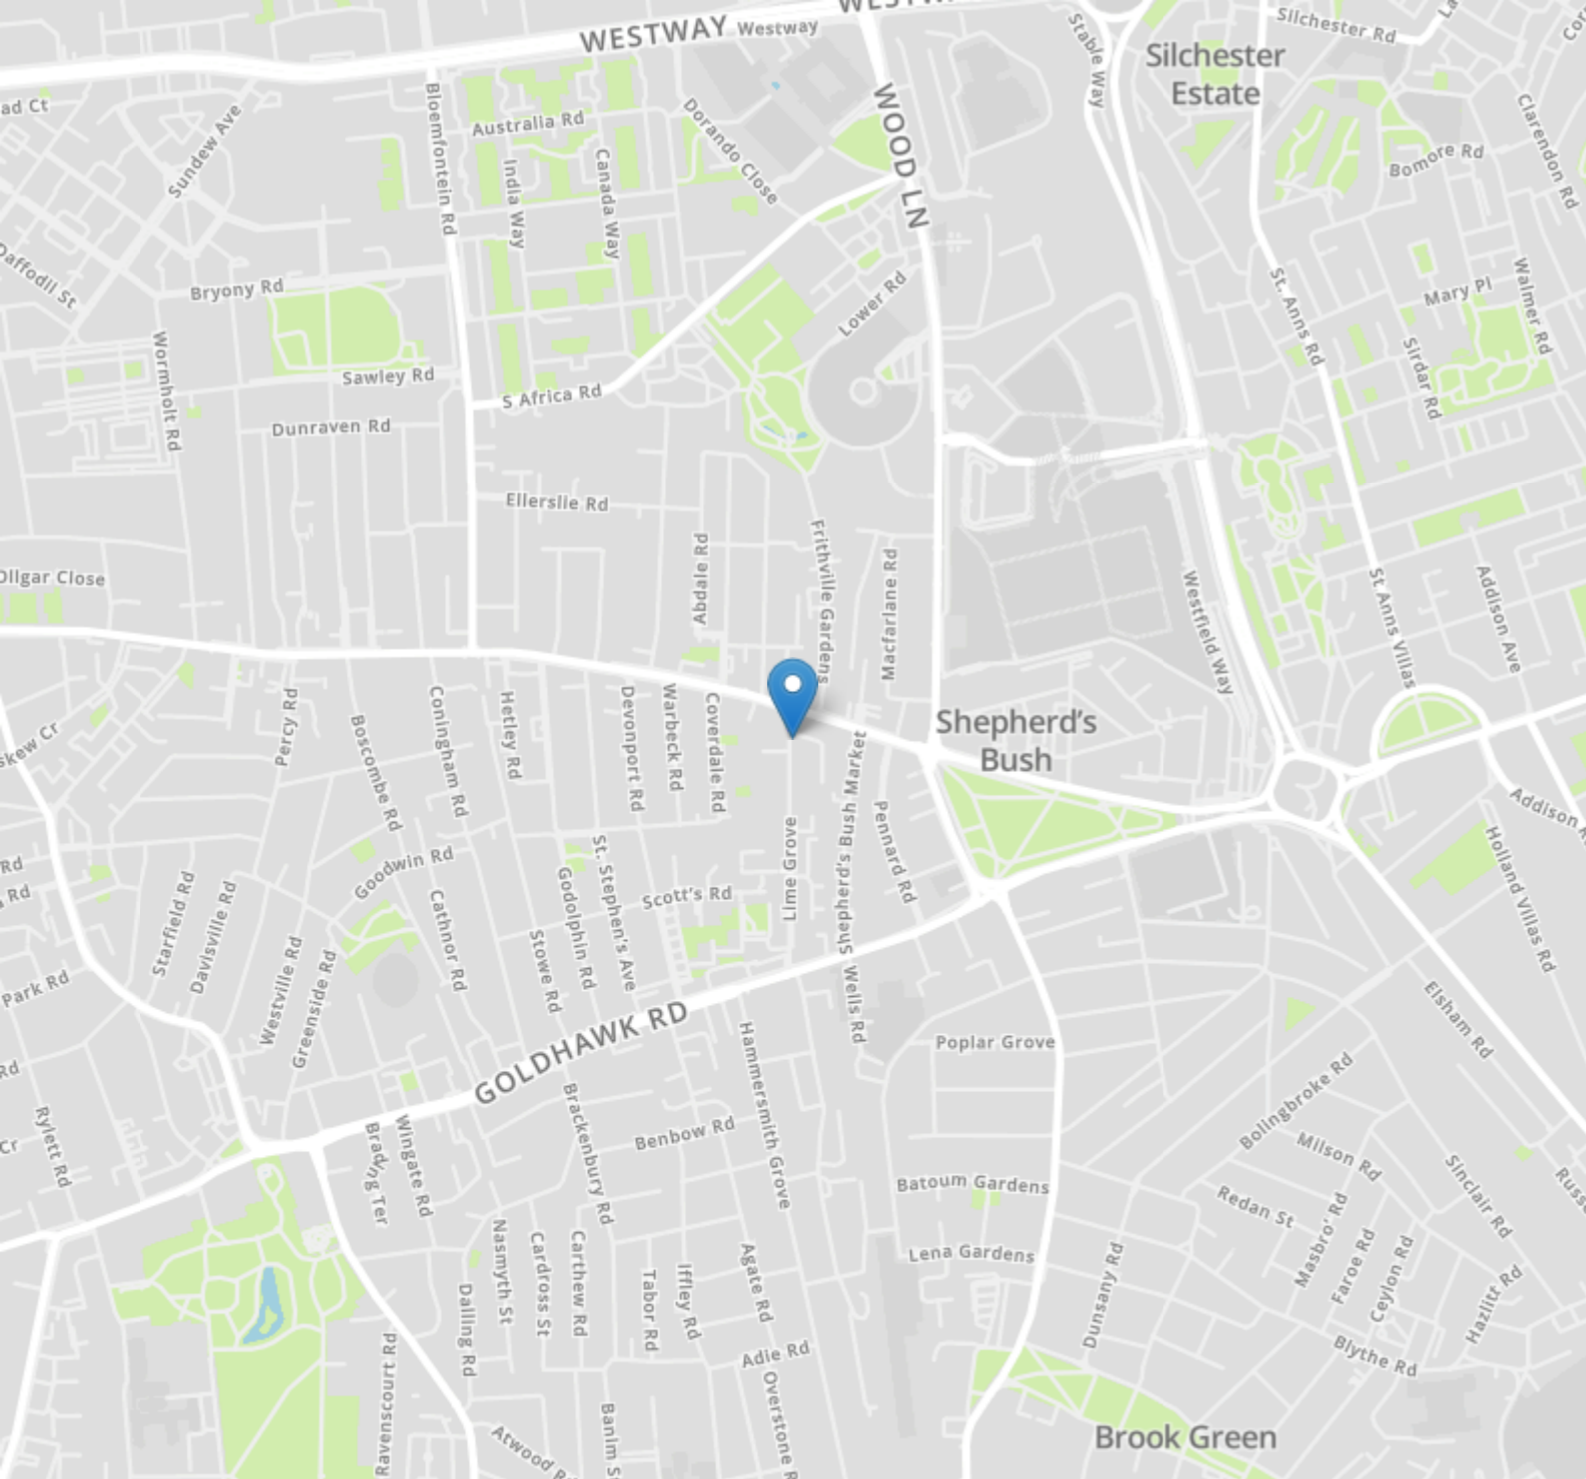 WESTWAY
Westway
Silchester Rd
Stable Way
Silchester
Estate
ad Ct
Sundew Ave
Bloemfontein Rd
Australia Rd
India Way
Canada Way
Dorando Close
WOOD LN
Bomore Rd
Clarendon Rd
Daffodil St
Bryony Rd
Lower Rd
St. Anns Rd
Mary Pl
Walmer Rd
Wormholt Rd
Sawley Rd
S Africa Rd
Sirdar Rd
Dunraven Rd
Ellerslie Rd
Abdale Rd
Frithville Gardens
Macfarlane Rd
Westfield Way
St Anns Villas
Addison Ave
Ollgar Close
skew Cr
Percy Rd
Boscombe Rd
Coningham Rd
Hetley Rd
Devonport Rd
Warbeck Rd
Coverdale Rd
Shepherd's Bush Market
Shepherd’s
Bush
Pennard Rd
Addison
Holland Villas Rd
Rd
Rd
Goodwin Rd
Lime Grove
Starfield Rd
Davisville Rd
Cathnor Rd
Godolphin Rd
St. Stephen's Ave
Scott's Rd
Westville Rd
Greenside Rd
Stowe Rd
Park Rd
Wells Rd
Elsham Rd
GOLDHAWK RD
Poplar Grove
Hammersmith Grove
Rd
Bolingbroke Rd
Rylett Rd
Cr
Wingate Rd
Brackenbury Rd
Benbow Rd
Milson Rd
Sinclair Rd
Batoum Gardens
Redan St
Masbro' Rd
Faroe Rd
Ceylon Rd
Hazlitt Rd
Nasmyth St
Cardross St
Carthew Rd
Agate Rd
Lena Gardens
Dunsany Rd
Dalling Rd
Tabor Rd
Iffley Rd
Adie Rd
Blythe Rd
Ravenscourt Rd
Overstone R
Atwood R
Banim S
Brook Green